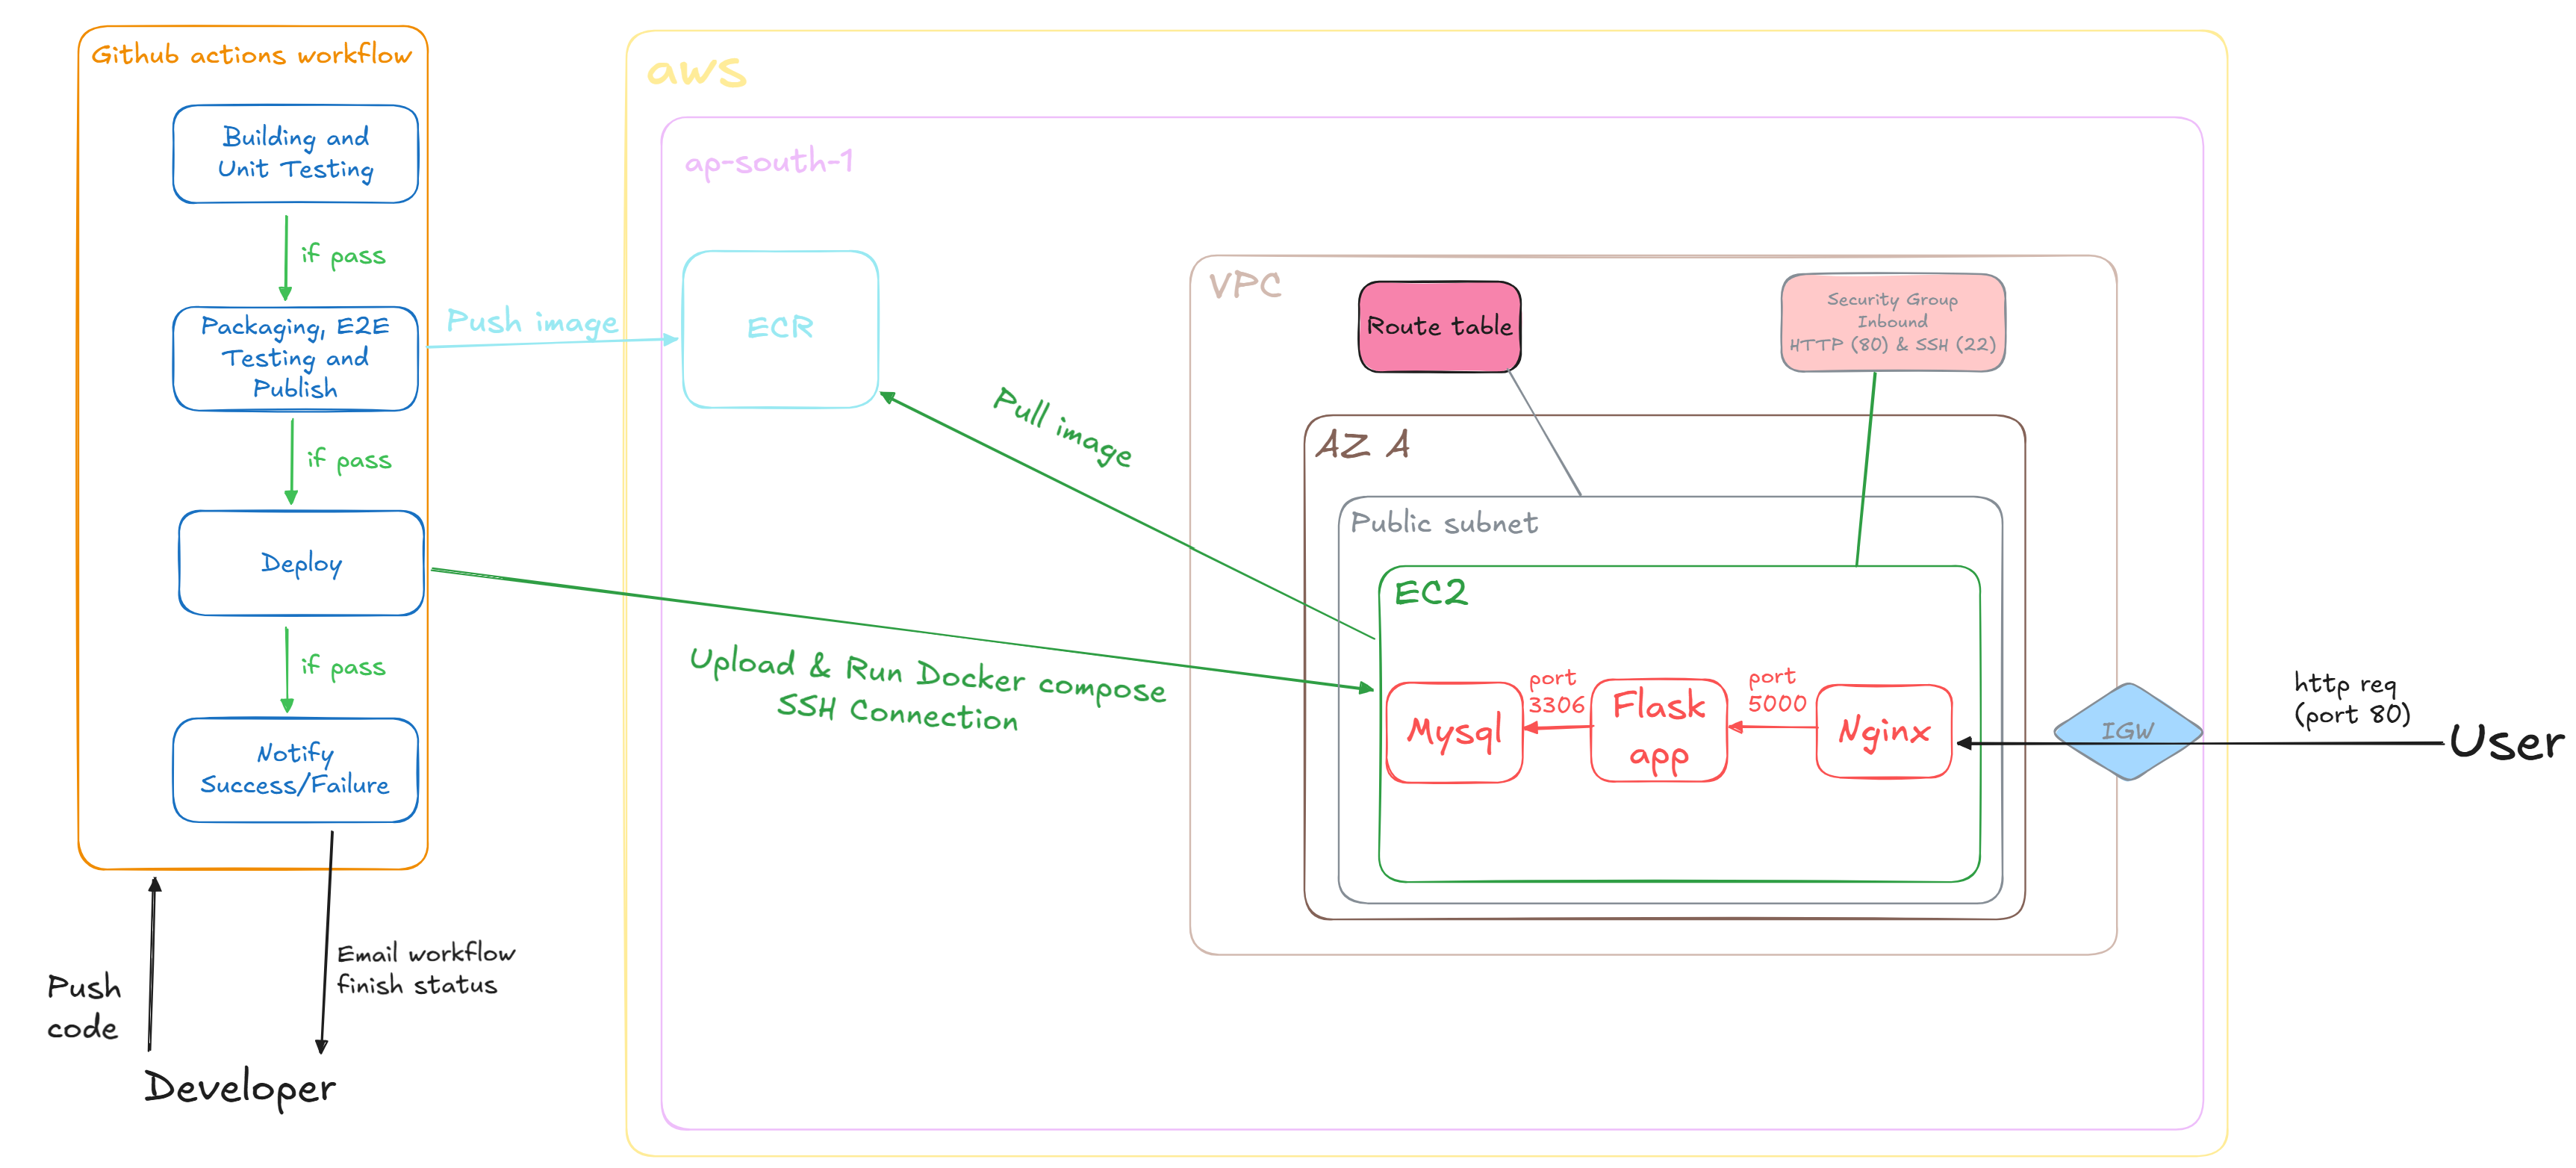 Github actions workflow
Building and
Unit Testing
if pass
Packaging, E2E
Testing and
Publish
if pass
Deploy
if pass
Notify
Success/Failure
Push
code
Email workflow
finish status
Developer
Push image
aws
ap-south-1
ECR
Pull image
Upload & Run Docker compose
SSH Connection
VPC
Route table
Security Group
Inbound
HTTP (80) & SSH (22)
AZ A
Public subnet
EC2
Mysql
port
3306
Flask
app
port
5000
Nginx
IGW
http req
(port 80)
User